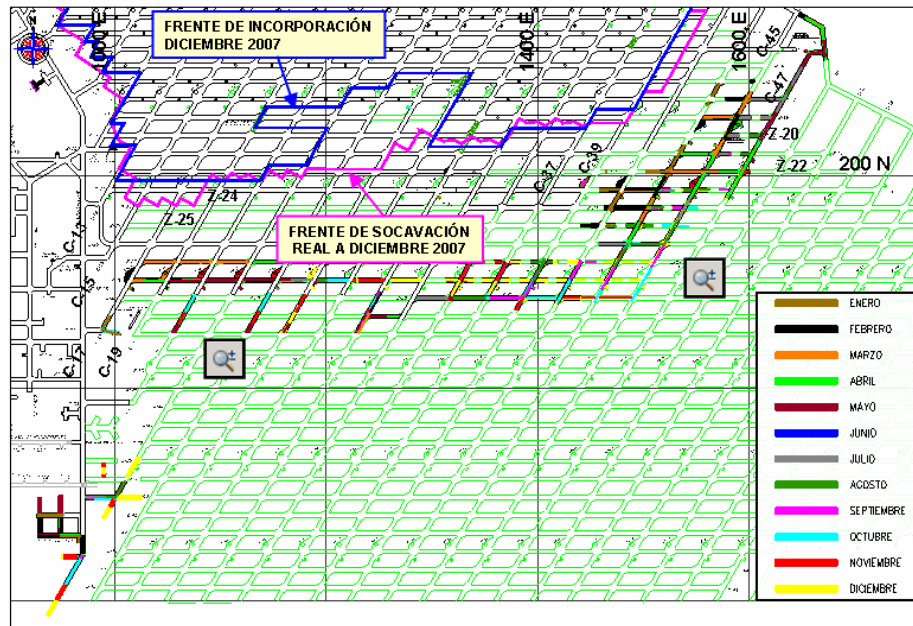 FRENTE DE INCORPORACIÓN
DICIEMBRE 2007
1400 E
1600 E
C-45
C-47
Z-20
Z-22
200 N
C-37
C-39
Z-24
Z-25
FRENTE DE SOCAVACIÓN
REAL A DICIEMBRE 2007
C-13
C-15
C-17
C-19
ENERO
FEBRERO
MARZO
ABRIL
MAYO
JUNIO
JULIO
AGOSTO
SEPTIEMBRE
OCTUBRE
NOVIEMBRE
DICIEMBRE